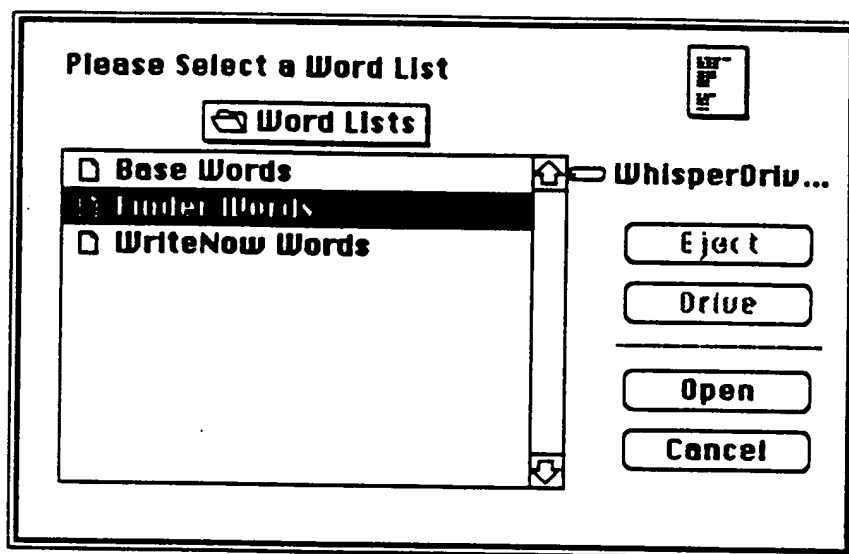 Please Select a Word List
Word Lists
Base Words
Finder Words
WriteNow Words
WhisperDriv...
Eject
Drive
Open
Cancel